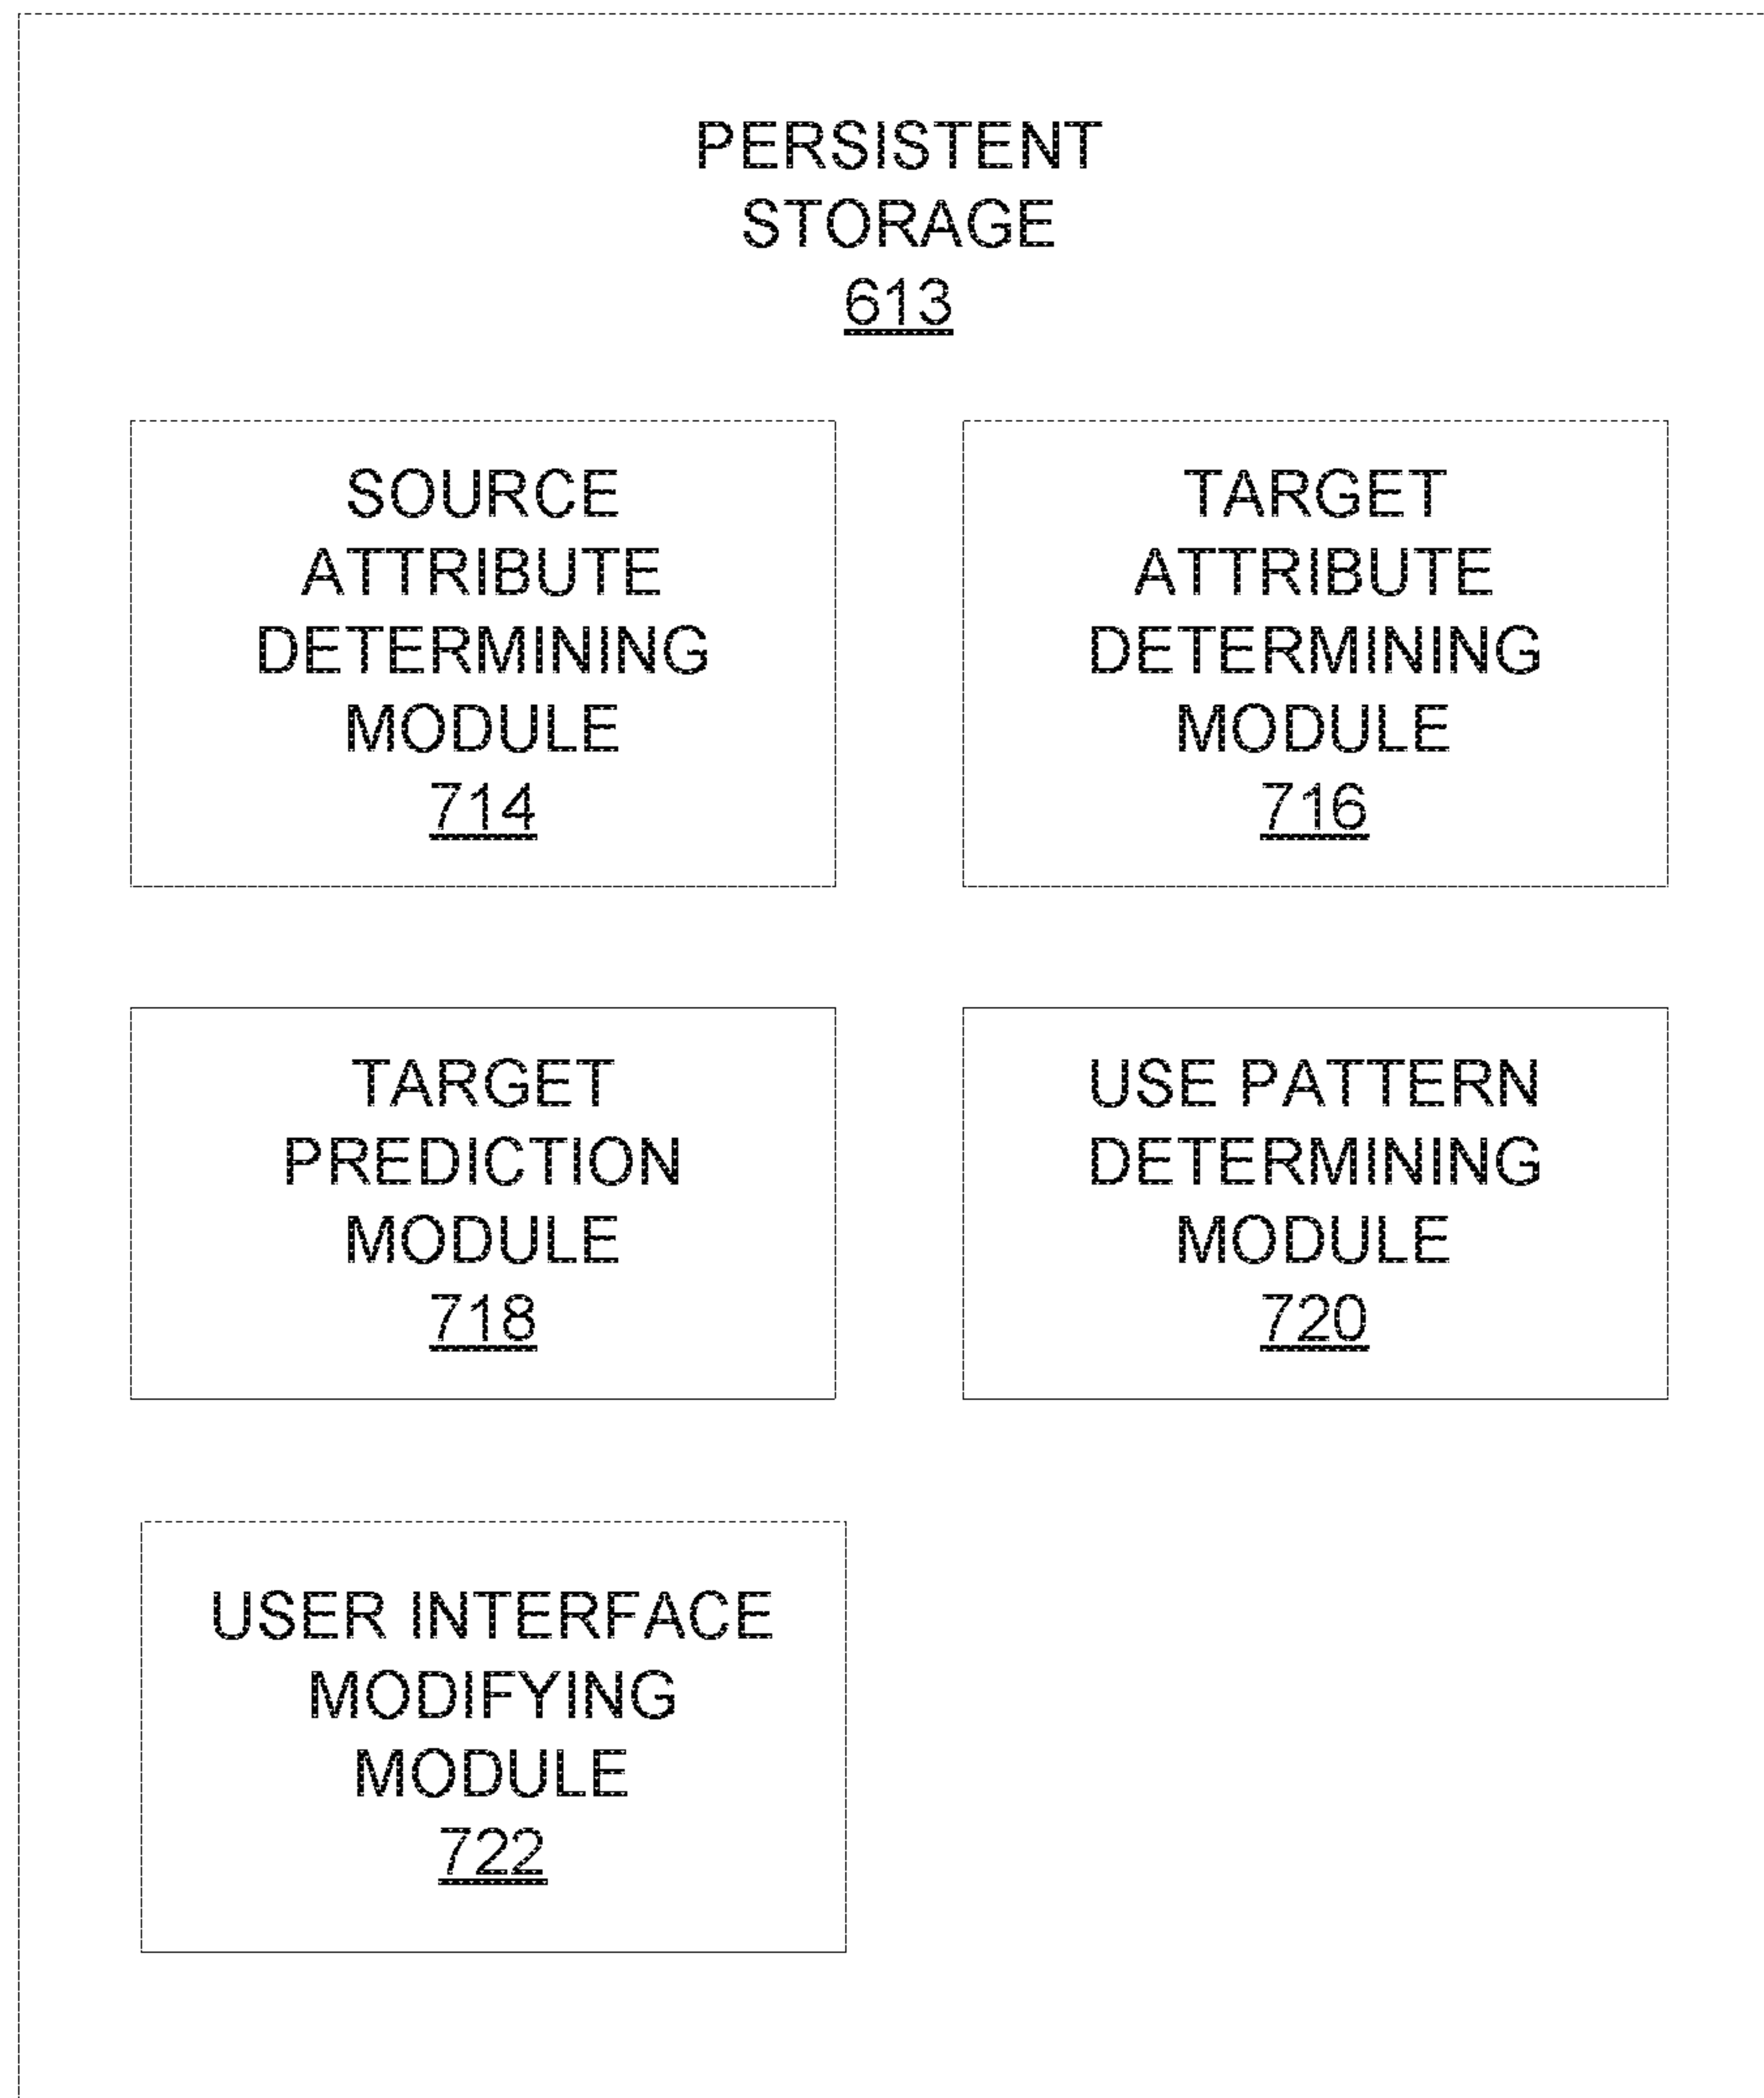 PERSISTENT
STORAGE
613
SOURCE
ATTRIBUTE
DETERMINING
MODULE
714
TARGET
ATTRIBUTE
DETERMINING
MODULE
716
TARGET
PREDICTION
MODULE
718
USE PATTERN
DETERMINING
MODULE
720
USER INTERFACE
MODIFYING
MODULE
722